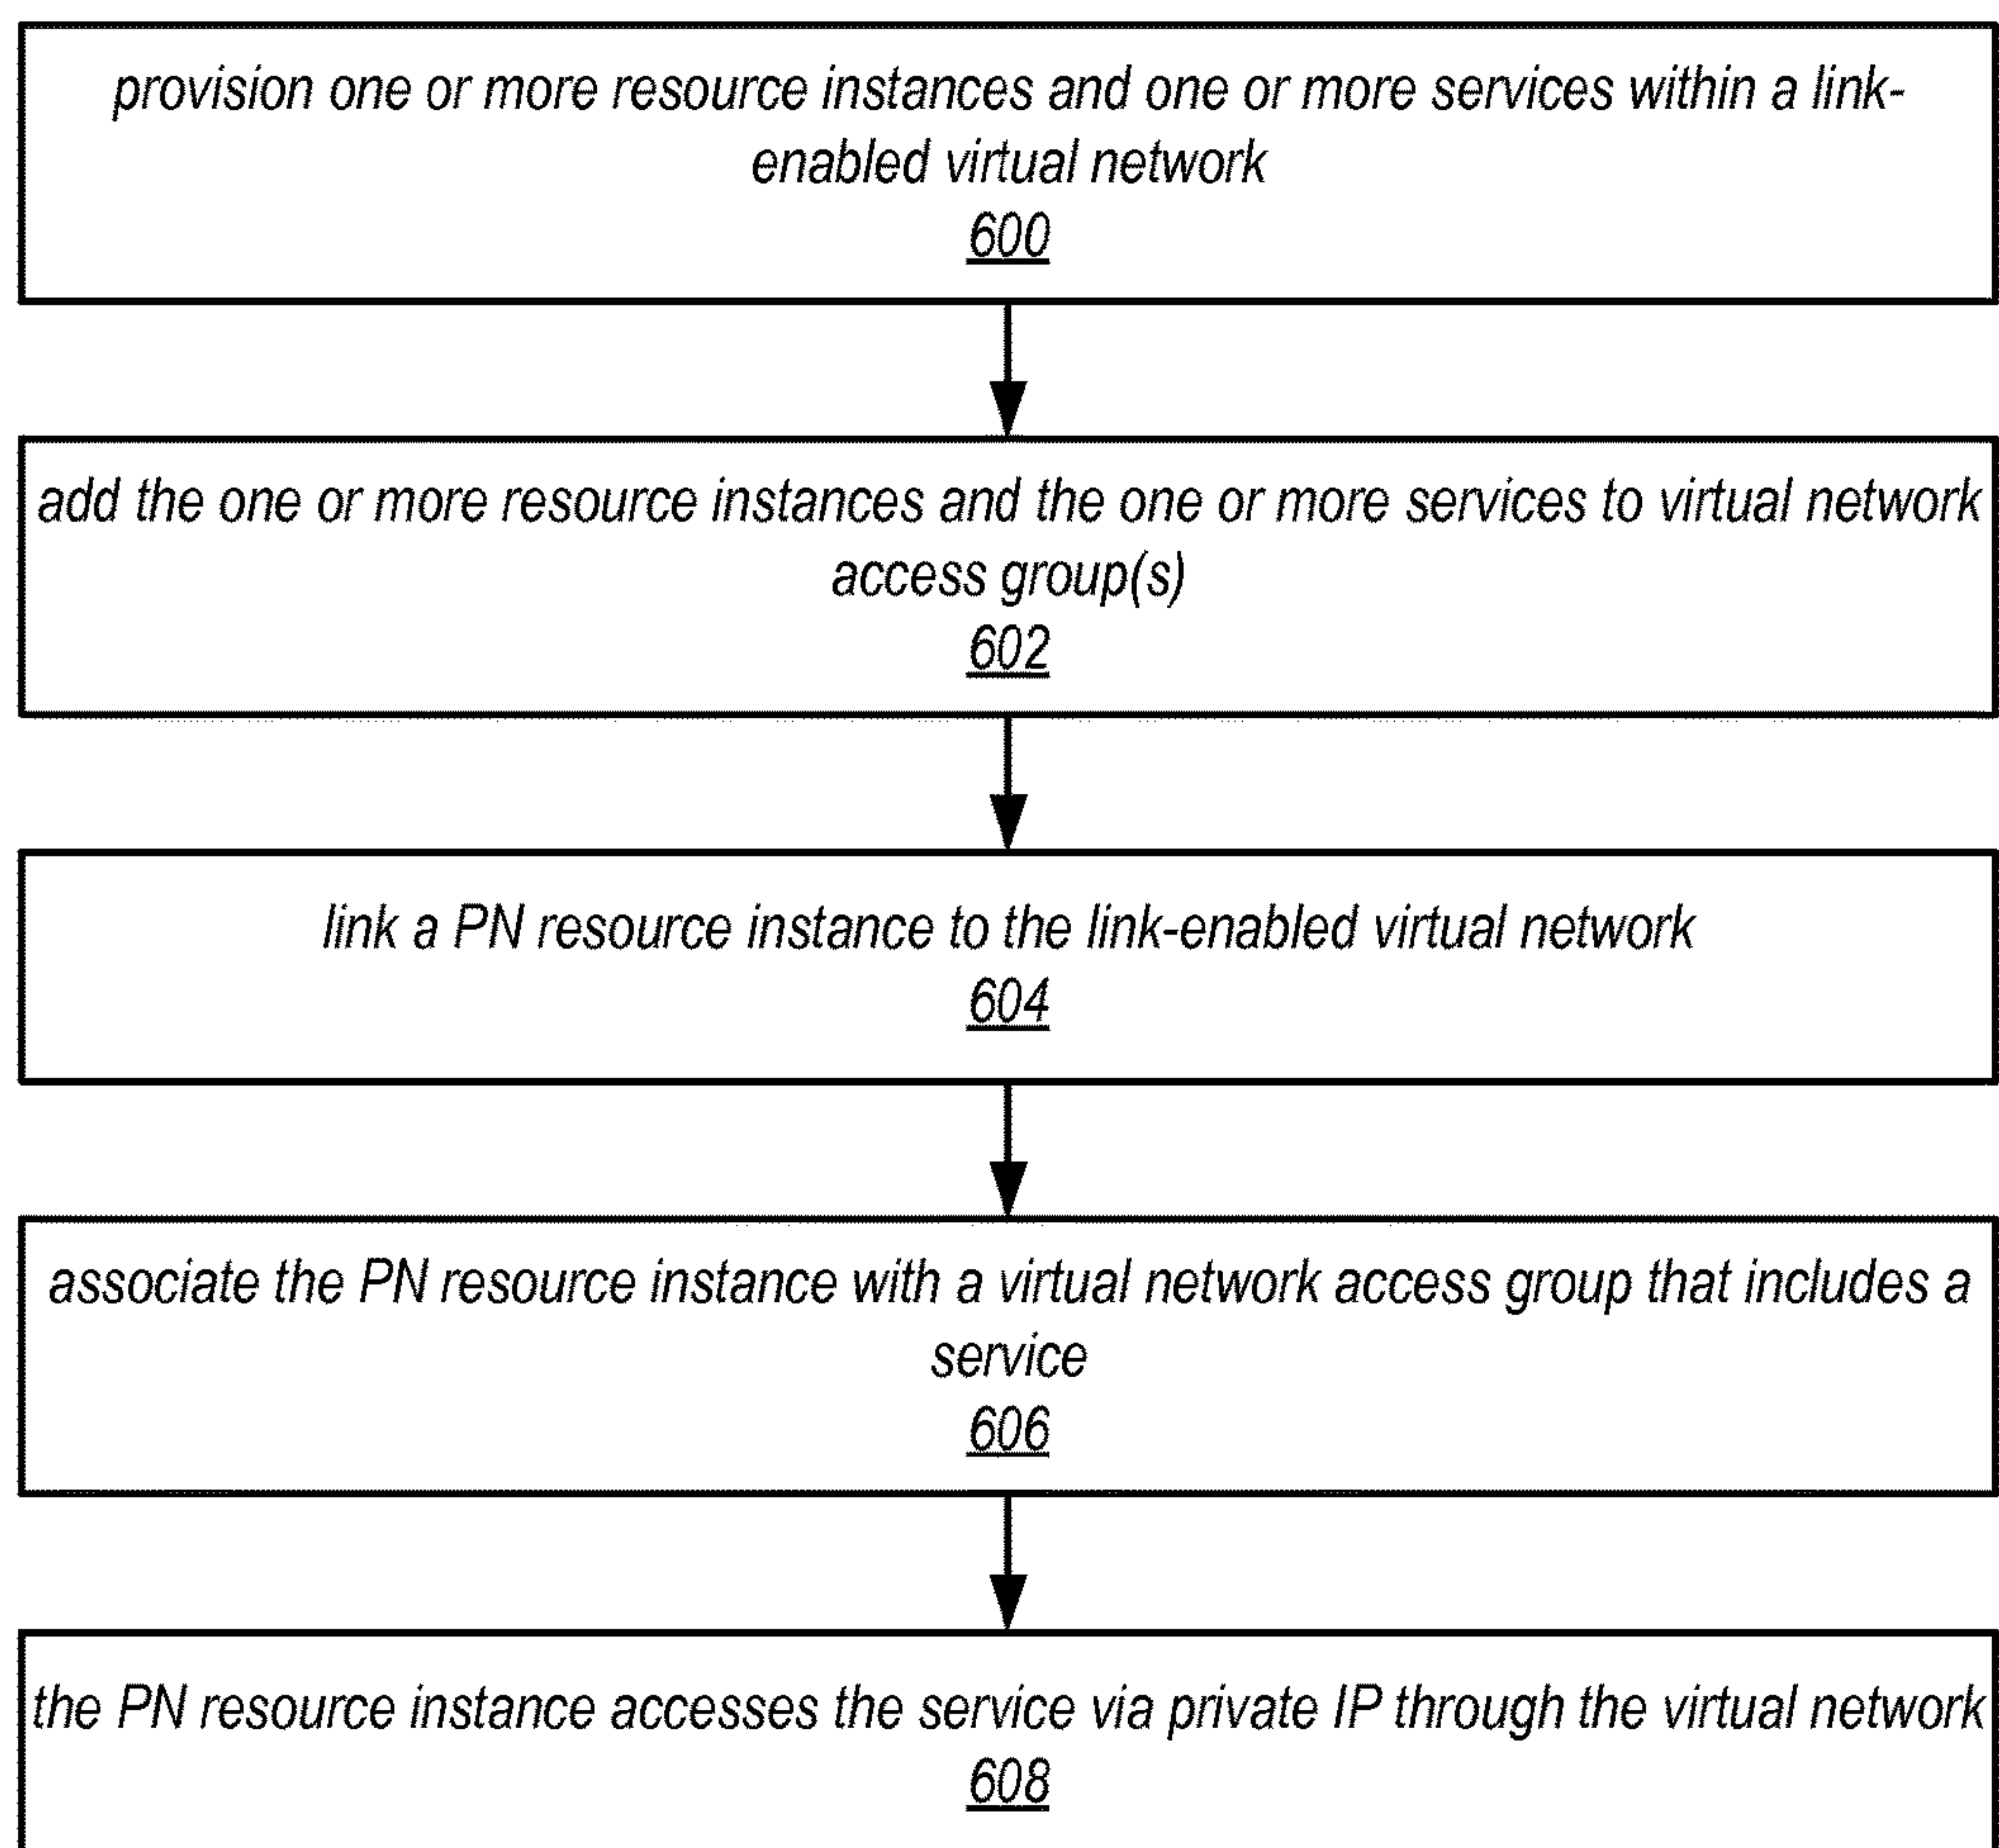 provision one or more resource instances and one or more services within a link-
enabled virtual network
600
add the one or more resource instances and the one or more services to virtual network
access group(s)
602
link a PN resource instance to the link-enabled virtual network
604
associate the PN resource instance with a virtual network access group that includes a
service
606
the PN resource instance accesses the service via private IP through the virtual network
608